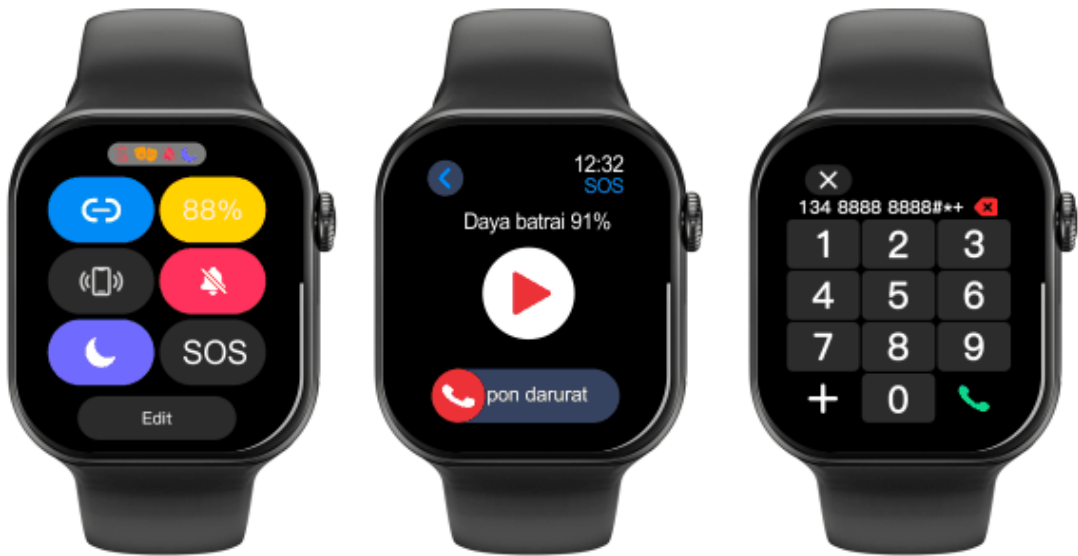 88%
SOS
Edit
12:32
SOS
Daya batrai 91%
pon darurat
134 8888 8888#*+
1 2 3
4 5 6
7 8 9
+ 0